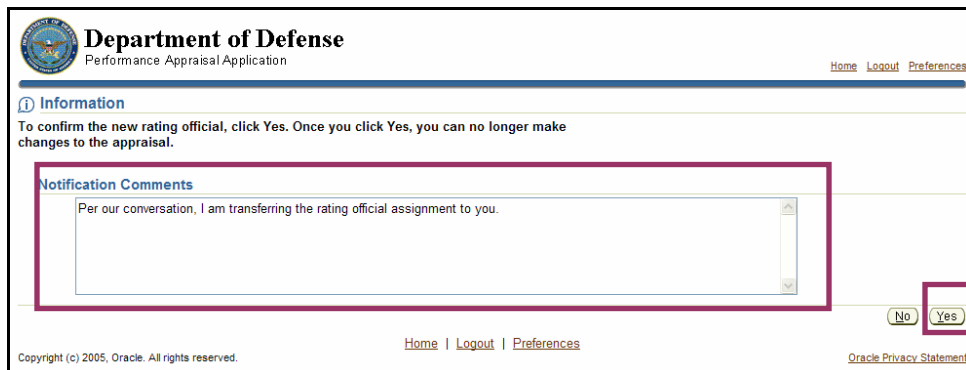 Department of Defense
Performance Appraisal Application
Home Logout Preferences
Information
To confirm the new rating official, click Yes. Once you click Yes, you can no longer make
changes to the appraisal.
Notification Comments
Per our conversation, I am transferring the rating official assignment to you.
No Yes
Home | Logout | Preferences
Copyright (c) 2005, Oracle. All rights reserved.
Oracle Privacy Statement